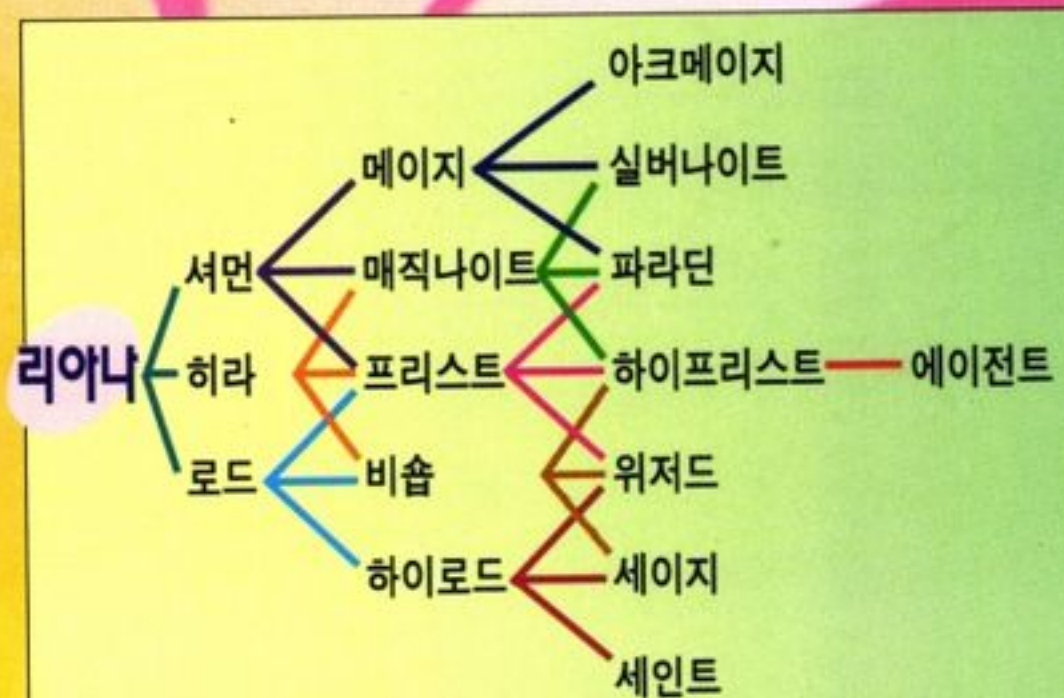 리아나
셔먼
히라
로드
메이지
매직나이트
프리스트
비숍
하이로드
아크메이지
실버나이트
파라딘
하이프리스트
위저드
세이지
세인트
에이전트